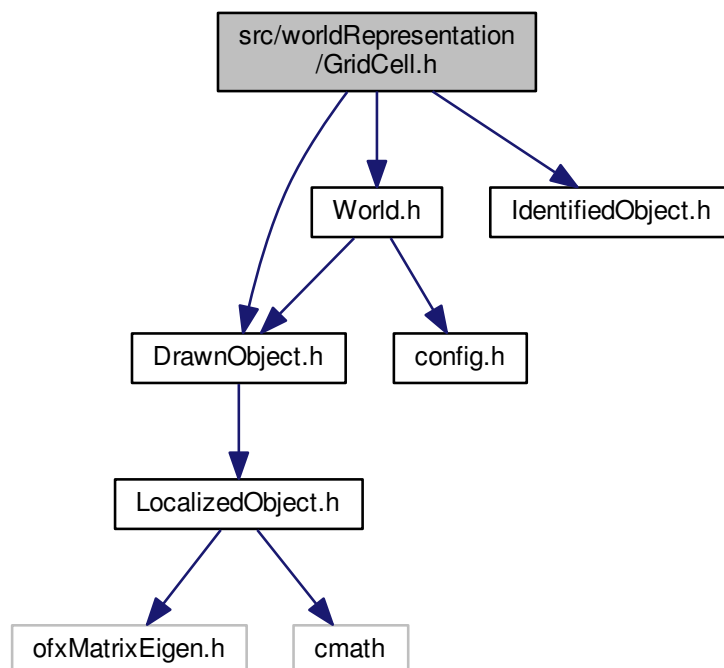 src/worldRepresentation
/GridCell.h
World.h
IdentifiedObject.h
DrawnObject.h
config.h
LocalizedObject.h
ofxMatrixEigen.h
cmath